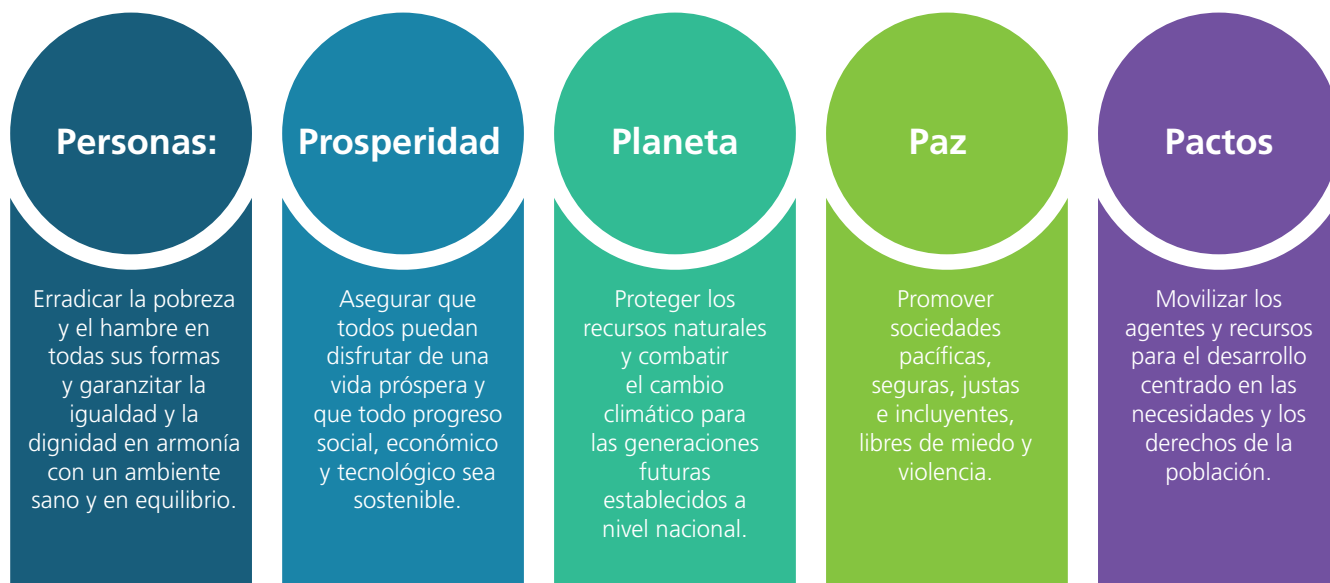 Personas:
Erradicar la pobreza
y el hambre en
todas sus formas
y garanzitar la
igualdad y la
dignidad en armonía
con un ambiente
sano y en equilibrio.
Prosperidad
Asegurar que
todos puedan
disfrutar de una
vida próspera y
que todo progreso
social, económico
y tecnológico sea
sostenible.
Planeta
Proteger los
recursos naturales
y combatir
el cambio
climático para
las generaciones
futuras
establecidos a
nivel nacional.
Paz
Promover
sociedades
pacíficas,
seguras, justas
e incluyentes,
libres de miedo y
violencia.
Pactos
Movilizar los
agentes y recursos
para el desarrollo
centrado en las
necesidades y los
derechos de la
población.